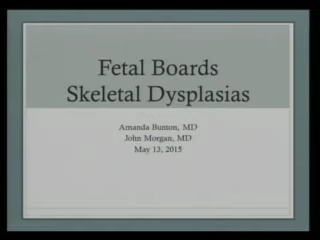 Fetal Boards
Skeletal Dysplasias
Amanda Bunton, MD
John Morgan, MD
May 13, 2015